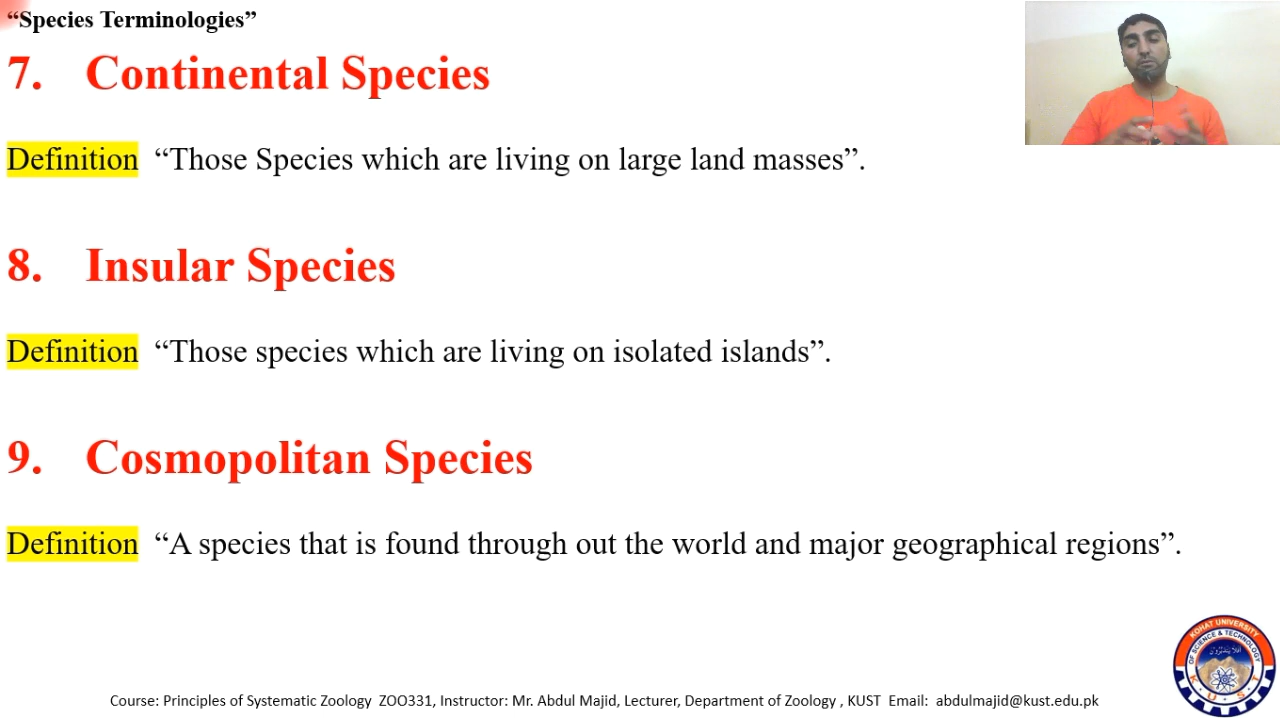 “Species Terminologies”
7. Continental Species
Definition “Those Species which are living on large land masses”.
8. Insular Species
Definition “Those species which are living on isolated islands”.
9. Cosmopolitan Species
Definition “A species that is found through out the world and major geographical regions”.
KOHAT UNIVERSITY
OF SCIENCE & TECHNOLOGY
K U S T
Course: Principles of Systematic Zoology ZOO331, Instructor: Mr. Abdul Majid, Lecturer, Department of Zoology , KUST Email: abdulmajid@kust.edu.pk